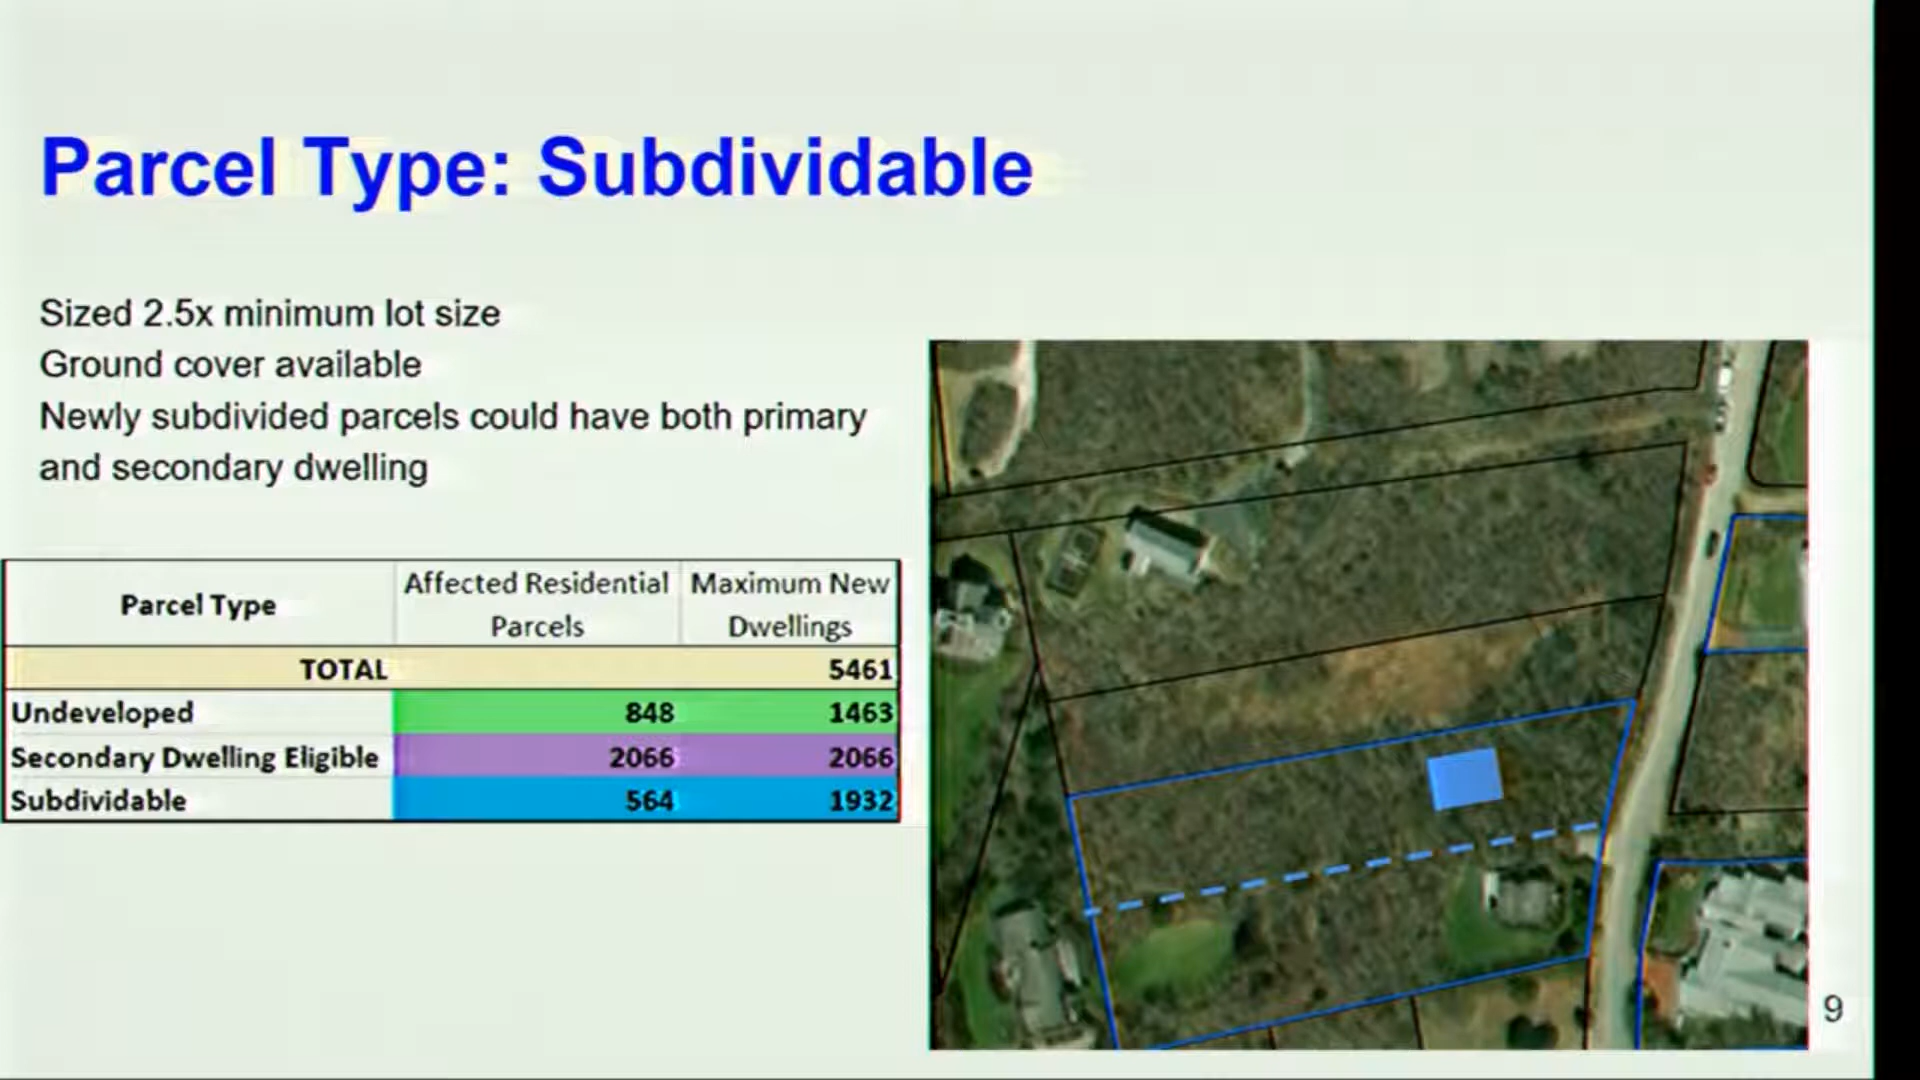 Parcel Type: Subdividable
Sized 2.5x minimum lot size
Ground cover available
Newly subdivided parcels could have both primary
and secondary dwelling
Parcel Type Affected Residential Parcels Maximum New Dwellings
TOTAL 5461
Undeveloped 848 1463
Secondary Dwelling Eligible 2066 2066
Subdividable 564 1932
9